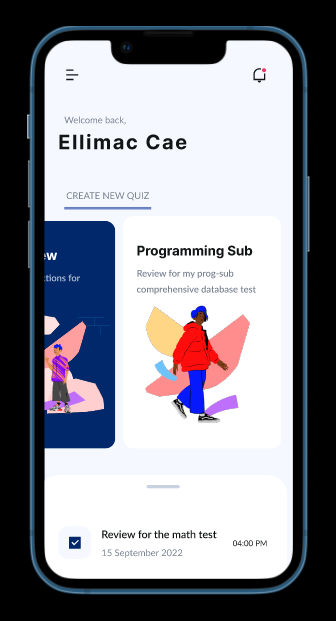 Welcome back,
Ellimac Cae
CREATE NEW QUIZ
ew
ctions for
Programming Sub
Review for my prog-sub
comprehensive database test
Review for the math test
15 September 2022
04:00 PM